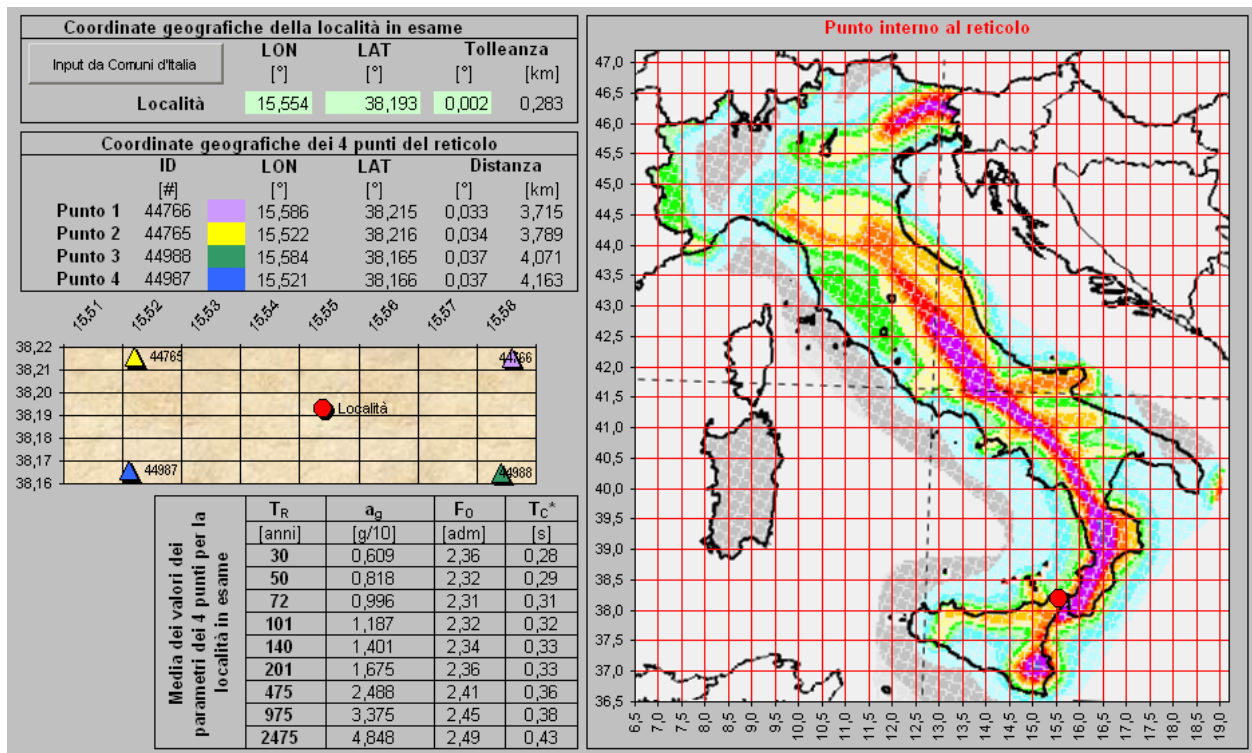 Coordinate geografiche della località in esame
Input da Comuni d'Italia
LON LAT Tolleanza
[°] [°] [°] [km]
Località 15,554 38,193 0,002 0,283
Coordinate geografiche dei 4 punti del reticolo
ID LON LAT Distanza
[#] [°] [°] [°] [km]
Punto 1 44766 15,586 38,215 0,033 3,715
Punto 2 44765 15,522 38,216 0,034 3,789
Punto 3 44988 15,584 38,165 0,037 4,071
Punto 4 44987 15,521 38,166 0,037 4,163
15,51 15,52 15,53 15,54 15,55 15,56 15,57 15,58
38,22
38,21
38,20
38,19
38,18
38,17
38,16
44765
44766
Località
44987
44988
Media dei valori dei
parametri dei 4 punti per la
località in esame
TR ag F0 TC*
[anni] [g/10] [adm] [s]
30 0,609 2,36 0,28
50 0,818 2,32 0,29
72 0,996 2,31 0,31
101 1,187 2,32 0,32
140 1,401 2,34 0,33
201 1,675 2,36 0,33
475 2,488 2,41 0,36
975 3,375 2,45 0,38
2475 4,848 2,49 0,43
Punto interno al reticolo
47,0
46,5
46,0
45,5
45,0
44,5
44,0
43,5
43,0
42,5
42,0
41,5
41,0
40,5
40,0
39,5
39,0
38,5
38,0
37,5
37,0
36,5
6,5 7,0 7,5 8,0 8,5 9,0 9,5 10,0 10,5 11,0 11,5 12,0 12,5 13,0 13,5 14,0 14,5 15,0 15,5 16,0 16,5 17,0 17,5 18,0 18,5 19,0